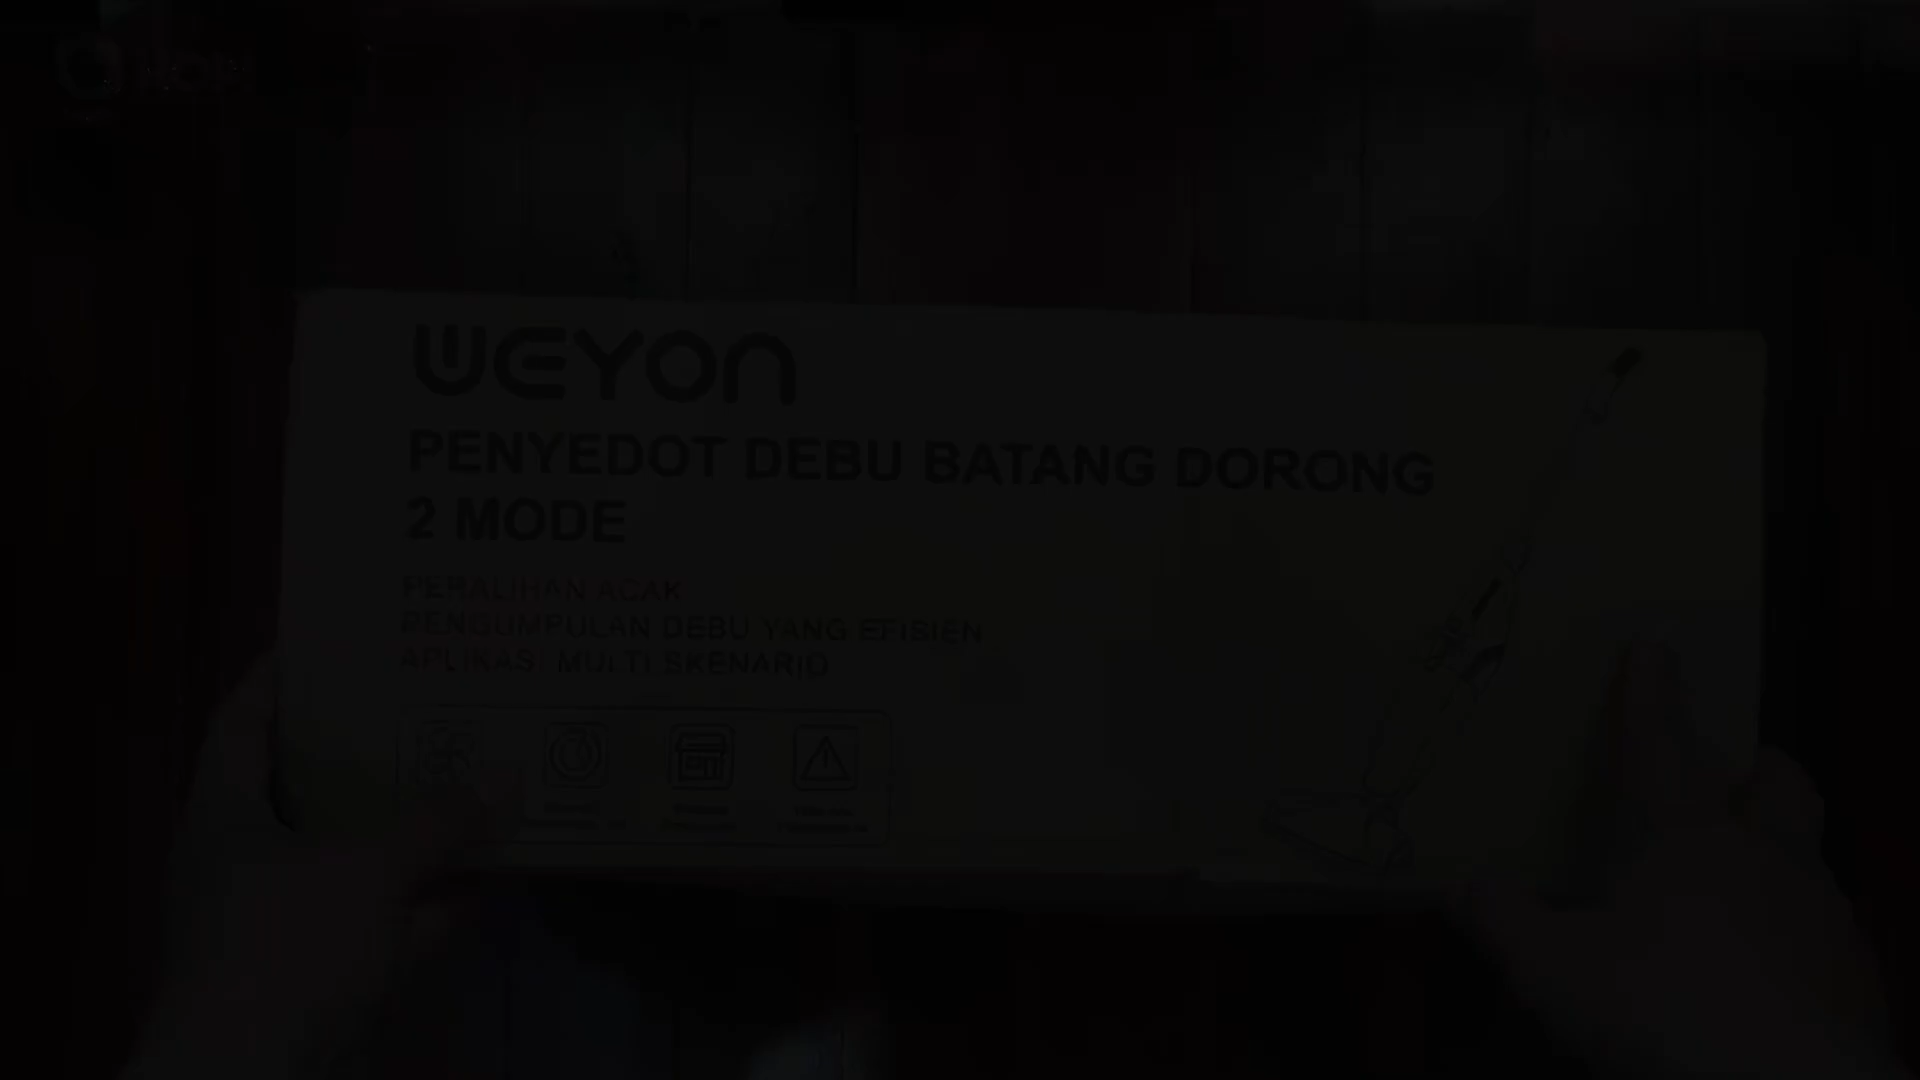 WEYON
PENYEDOT DEBU BATANG DORONG
2 MODE
PERALIHAN ACAK
PENGUMPULAN DEBU YANG EFISIEN
APLIKASI MULTI SKENARIO